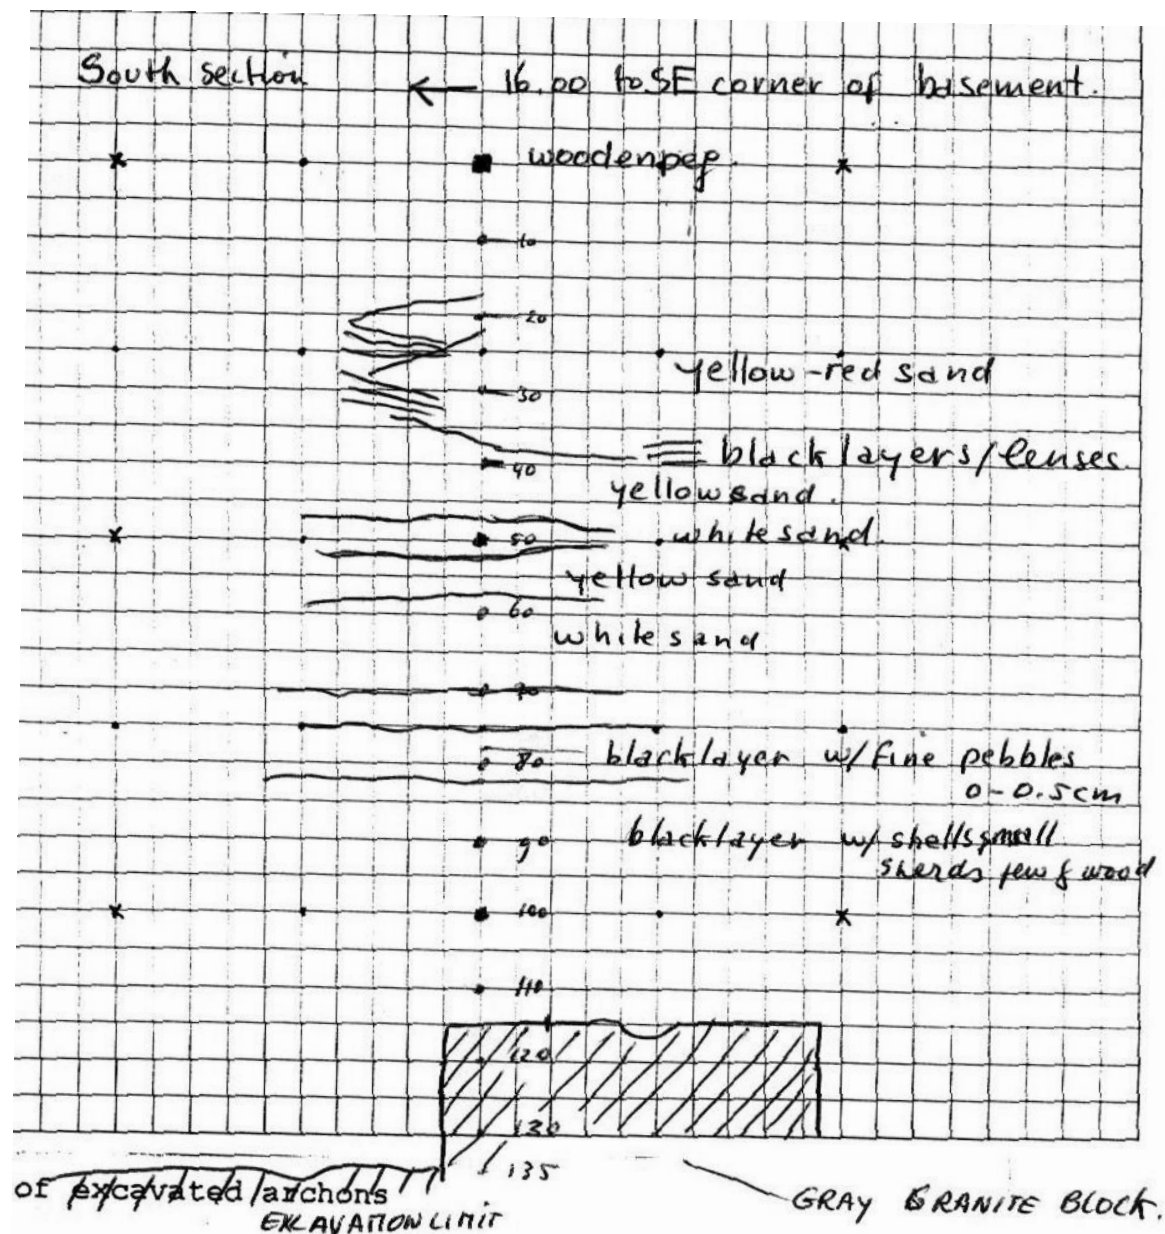 South section ← 16.00 to SE corner of basement.
woodenpeg.
10
20
yellow-red sand
30
black layers/lenses.
40
yellow sand.
50 white sand.
yellow sand
60
white sand
70
80 black layer w/ fine pebbles
0-0.5cm
90 black layer w/ shells small
sherds few & wood
100
110
120
130
135
of excavated archons
GRAY GRANITE BLOCK.
EXCAVATION LIMIT